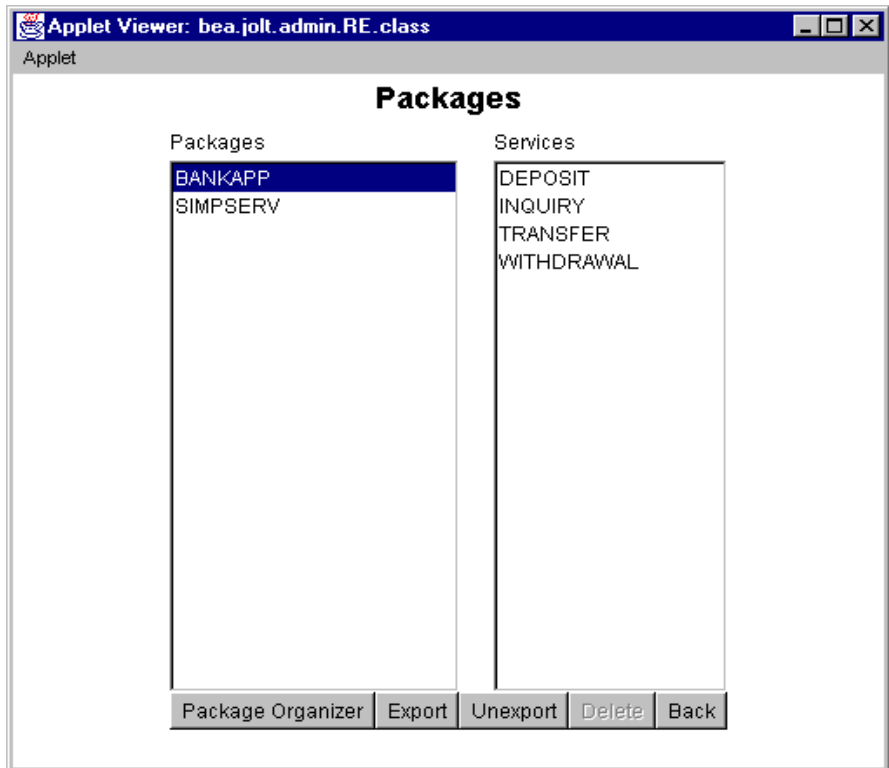 Applet Viewer: bea.jolt.admin.RE.class
Applet
Packages
Packages
Services
BANKAPP
SIMPSERV
DEPOSIT
INQUIRY
TRANSFER
WITHDRAWAL
Package Organizer Export Unexport Delete Back